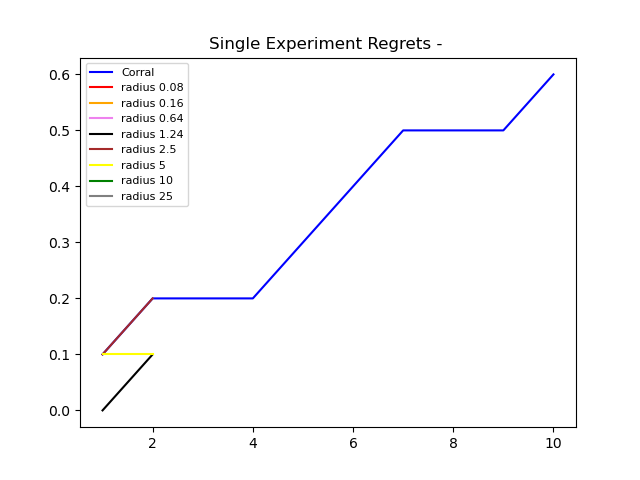 Single Experiment Regrets -
0.6
0.5
0.4
0.3
0.2
0.1
0.0
Corral
radius 0.08
radius 0.16
radius 0.64
radius 1.24
radius 2.5
radius 5
radius 10
radius 25
2 4 6 8 10